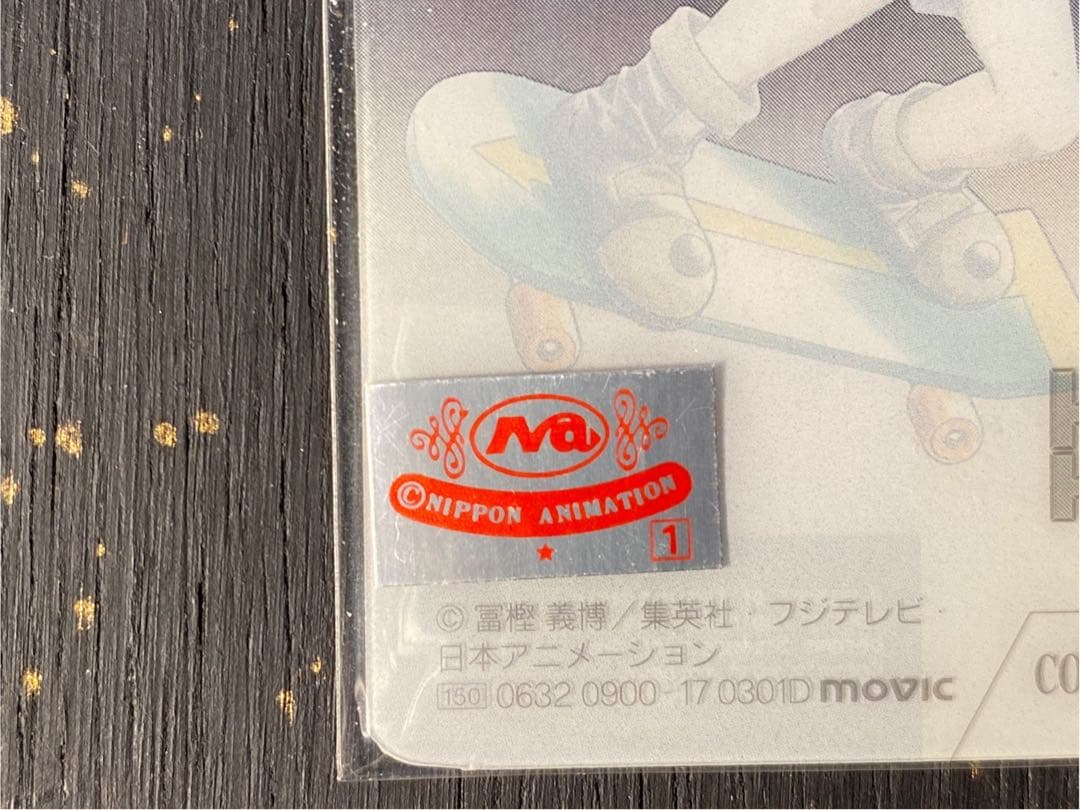 Na
©NIPPON ANIMATION
1
© 冨樫 義博／集英社・フジテレビ
日本アニメーション
150 0632 0900-17 0301D movic
CO